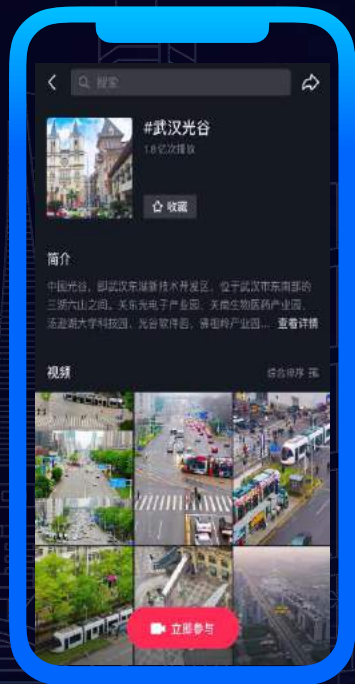 搜索
#武汉光谷
1.8亿次播放
收藏
简介
中国光谷，即武汉东湖新技术开发区，位于武汉市东南部的
三湖六山之间。关东光电子产业园、关南生物医药产业园、
汤逊湖大学科技园、光谷软件园、佛祖岭产业园... 查看详情
视频
综合排序
立即参与